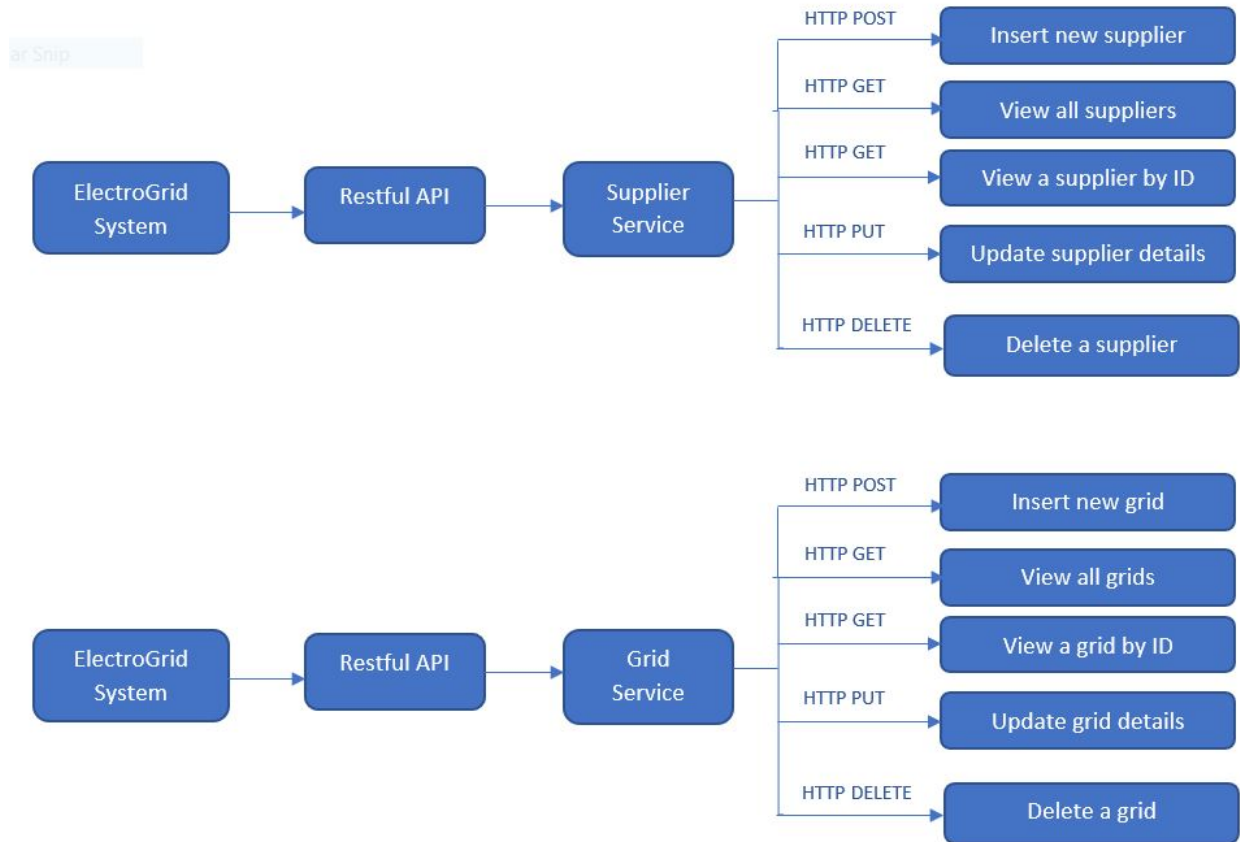 ar Snip
HTTP POST
Insert new supplier
HTTP GET
View all suppliers
HTTP GET
View a supplier by ID
ElectroGrid
System
Restful API
Supplier
Service
HTTP PUT
Update supplier details
HTTP DELETE
Delete a supplier
HTTP POST
Insert new grid
HTTP GET
View all grids
HTTP GET
View a grid by ID
ElectroGrid
System
Restful API
Grid
Service
HTTP PUT
Update grid details
HTTP DELETE
Delete a grid